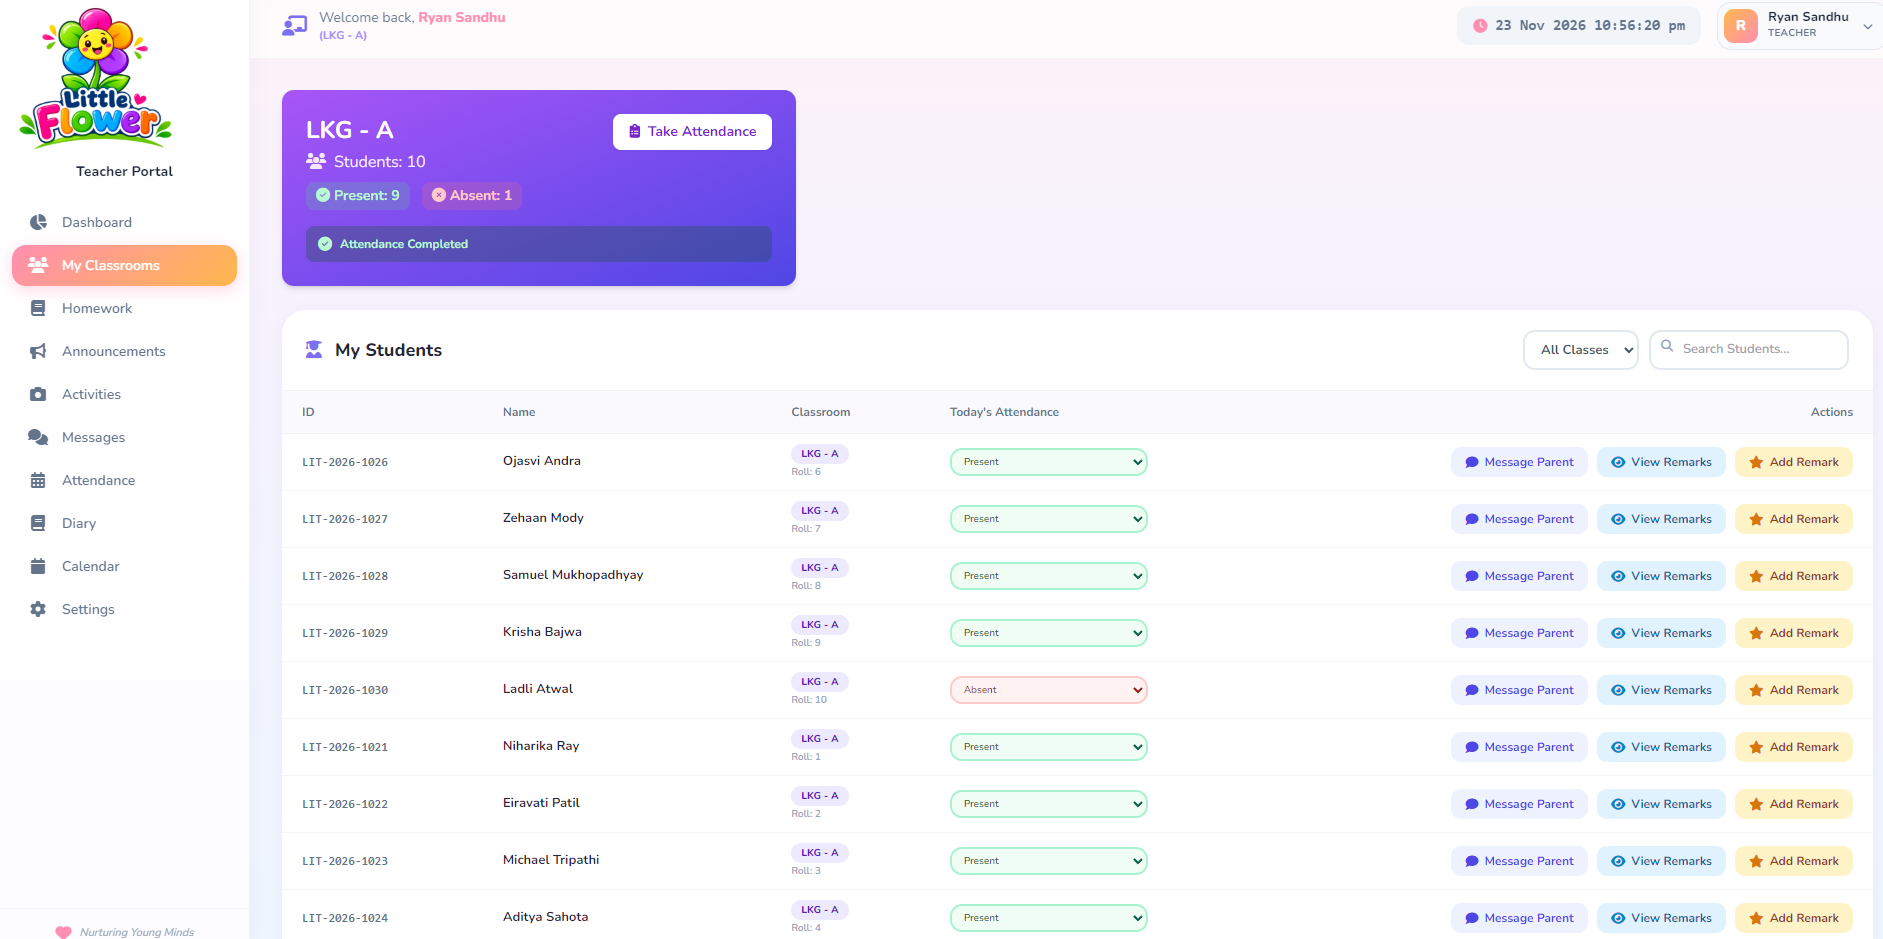 Little
Flower
Teacher Portal
Dashboard
My Classrooms
Homework
Announcements
Activities
Messages
Attendance
Diary
Calendar
Settings
Nurturing Young Minds
Welcome back, Ryan Sandhu
(LKG - A)
23 Nov 2026 10:56:20 pm
R
Ryan Sandhu
TEACHER
LKG - A
Take Attendance
Students: 10
Present: 9 Absent: 1
Attendance Completed
My Students
All Classes
Search Students...
ID Name Classroom Today's Attendance Actions
LIT-2026-1026 Ojasvi Andra LKG - A Roll: 6 Present Message Parent View Remarks Add Remark
LIT-2026-1027 Zehaan Mody LKG - A Roll: 7 Present Message Parent View Remarks Add Remark
LIT-2026-1028 Samuel Mukhopadhyay LKG - A Roll: 8 Present Message Parent View Remarks Add Remark
LIT-2026-1029 Krisha Bajwa LKG - A Roll: 9 Present Message Parent View Remarks Add Remark
LIT-2026-1030 Ladli Atwal LKG - A Roll: 10 Absent Message Parent View Remarks Add Remark
LIT-2026-1021 Niharika Ray LKG - A Roll: 1 Present Message Parent View Remarks Add Remark
LIT-2026-1022 Eiravati Patil LKG - A Roll: 2 Present Message Parent View Remarks Add Remark
LIT-2026-1023 Michael Tripathi LKG - A Roll: 3 Present Message Parent View Remarks Add Remark
LIT-2026-1024 Aditya Sahota LKG - A Roll: 4 Present Message Parent View Remarks Add Remark